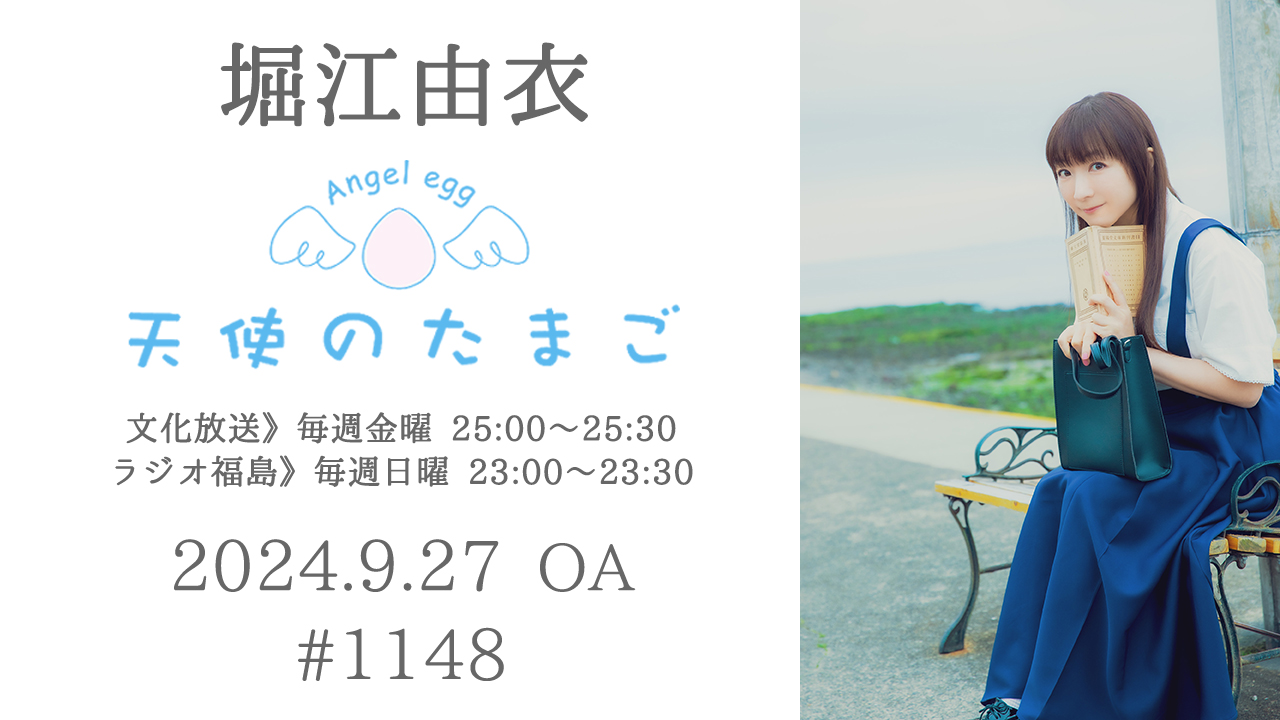 堀江由衣
Angel egg
天使のたまご
文化放送》毎週金曜 25:00〜25:30
ラジオ福島》毎週日曜 23:00〜23:30
2024.9.27 OA
#1148